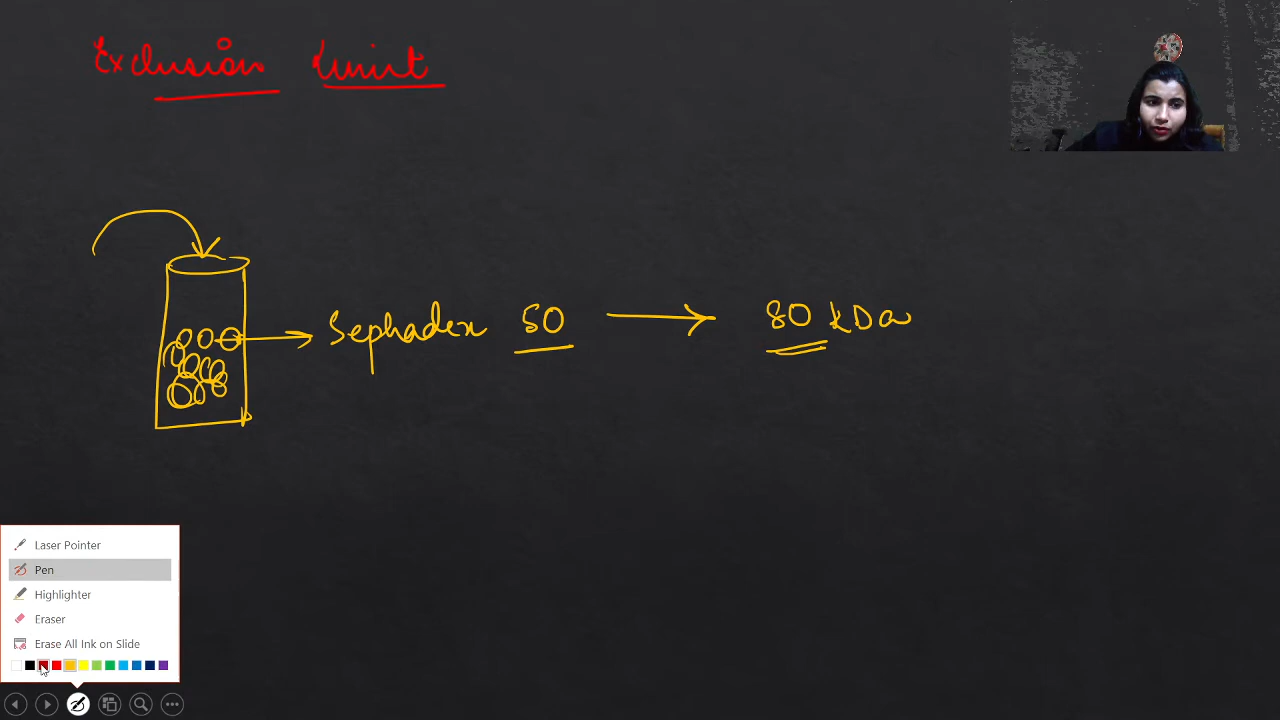 Exclusion limit
Sephadex 50 → 80 kDa
Laser Pointer
Pen
Highlighter
Eraser
Erase All Ink on Slide